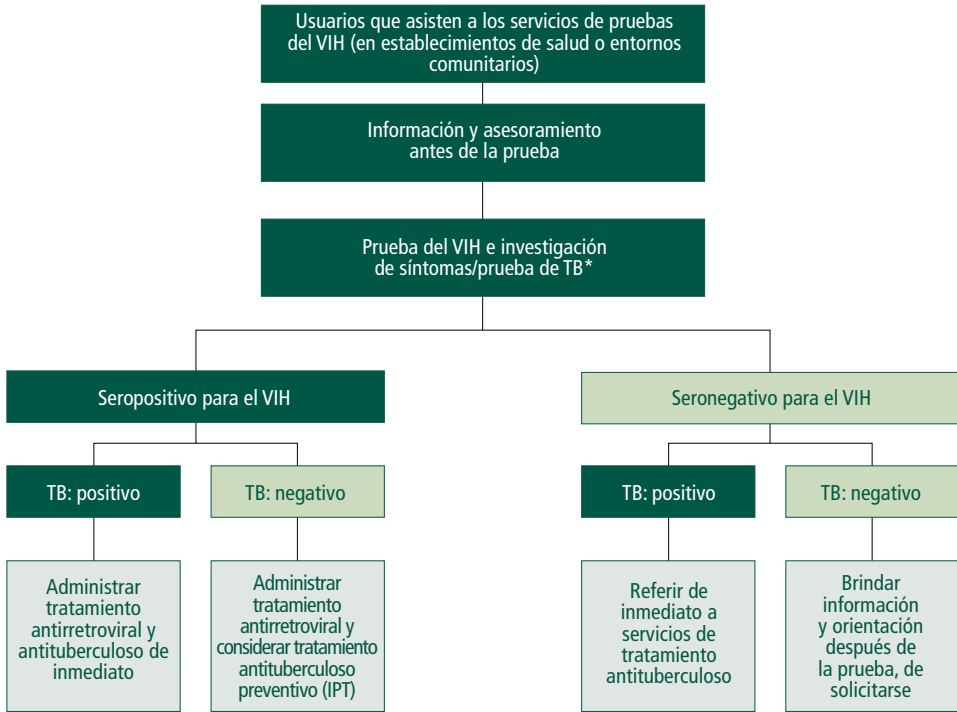 Usuarios que asisten a los servicios de pruebas
del VIH (en establecimientos de salud o entornos
comunitarios)
Información y asesoramiento
antes de la prueba
Prueba del VIH e investigación
de síntomas/prueba de TB*
Seropositivo para el VIH
Seronegativo para el VIH
TB: positivo
TB: negativo
TB: positivo
TB: negativo
Administrar
tratamiento
antirretroviral y
antituberculoso de
inmediato
Administrar
tratamiento
antirretroviral y
considerar tratamiento
antituberculoso
preventivo (IPT)
Referir de
inmediato a
servicios de
tratamiento
antituberculoso
Brindar
información
y orientación
después de
la prueba, de
solicitarse